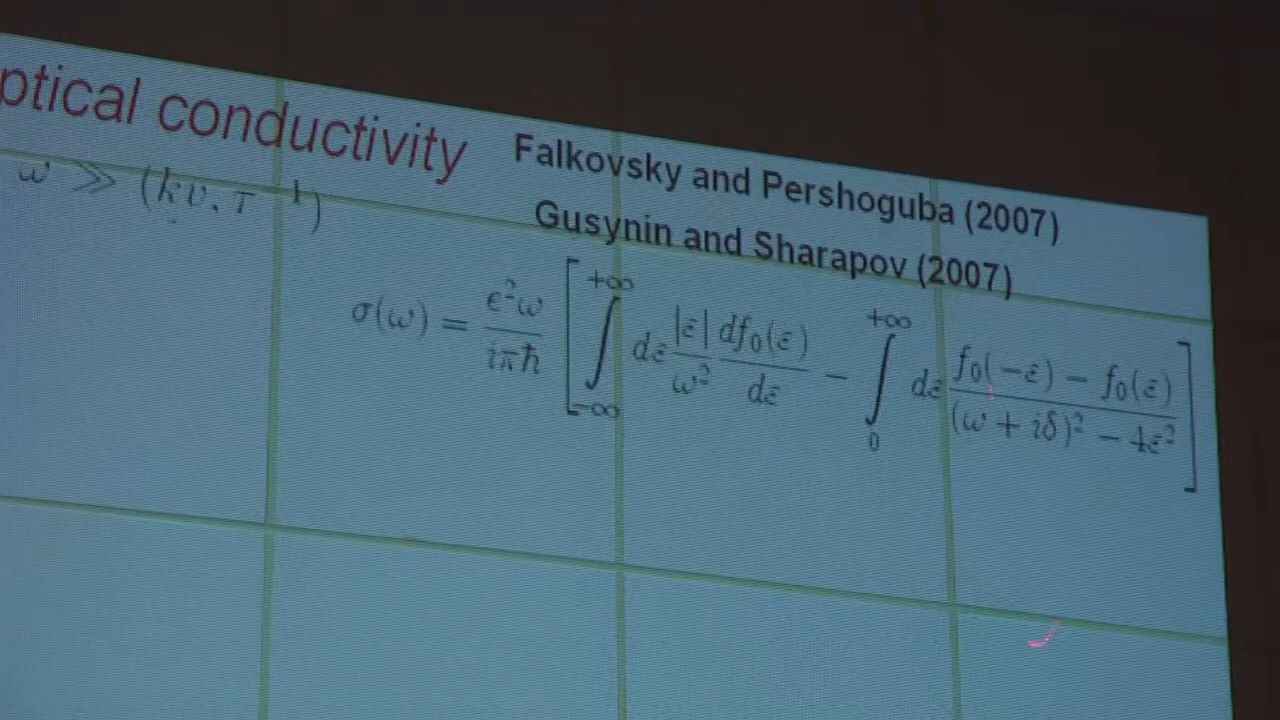 ptical conductivity
Falkovsky and Pershoguba (2007)
ω ≫ (kv, τ⁻¹)
Gusynin and Sharapov (2007)
σ(ω) = e²ω/iπħ [ ∫_{−∞}^{+∞} dε |ε|/ω² df₀(ε)/dε − ∫_0^{+∞} dε (f₀(−ε) − f₀(ε))/((ω + iδ)² − 4ε²) ]